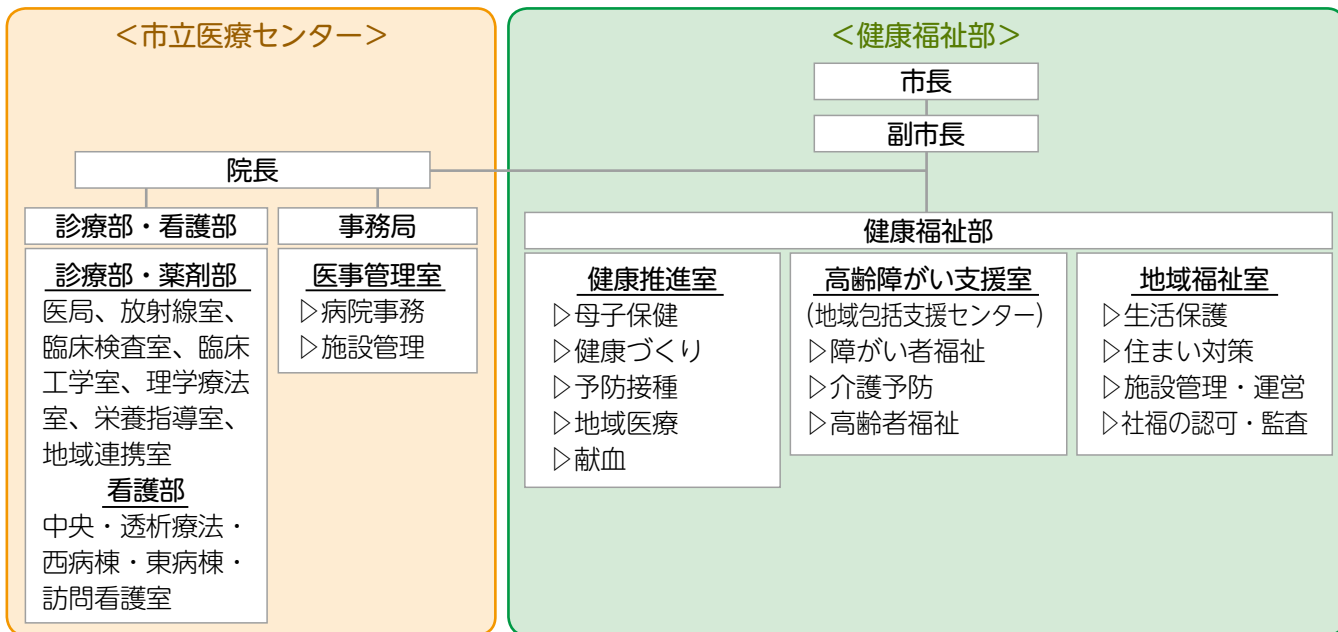 ＜市立医療センター＞
院長
診療部・看護部
診療部・薬剤部
医局、放射線室、
臨床検査室、臨床
工学室、理学療法
室、栄養指導室、
地域連携室
看護部
中央・透析療法・
西病棟・東病棟・
訪問看護室
事務局
医事管理室
▷病院事務
▷施設管理
＜健康福祉部＞
市長
副市長
健康福祉部
健康推進室
▷母子保健
▷健康づくり
▷予防接種
▷地域医療
▷献血
高齢障がい支援室
(地域包括支援センター)
▷障がい者福祉
▷介護予防
▷高齢者福祉
地域福祉室
▷生活保護
▷住まい対策
▷施設管理・運営
▷社福の認可・監査